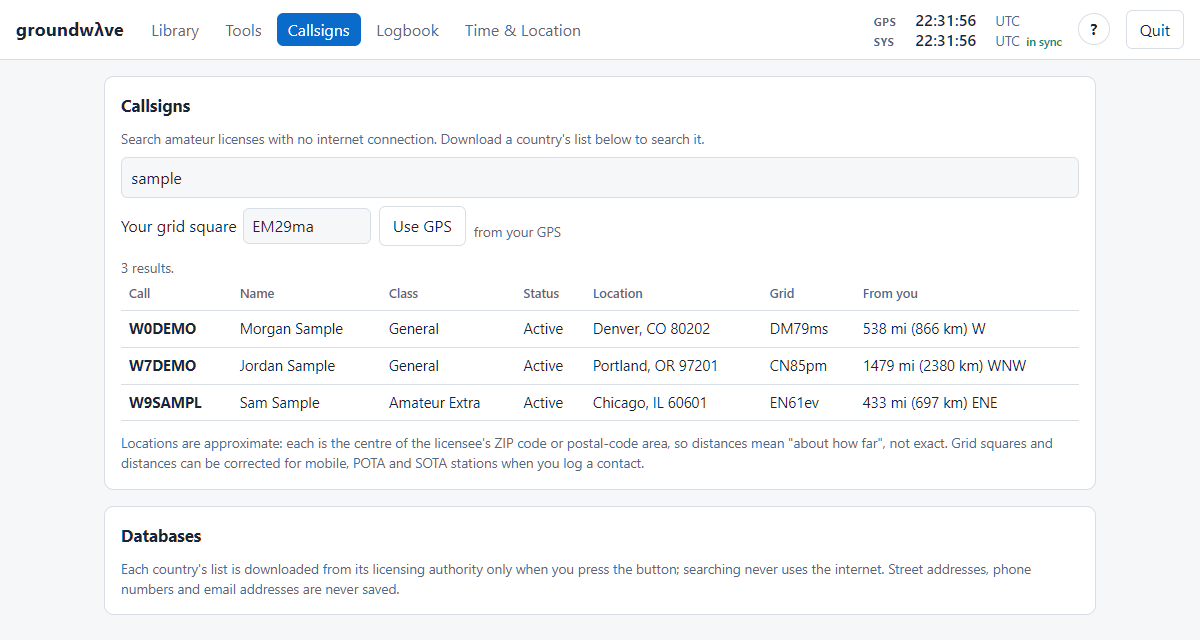 groundwλve Library Tools Callsigns Logbook Time & Location GPS 22:31:56 UTC ? Quit
SYS 22:31:56 UTC in sync
Callsigns
Search amateur licenses with no internet connection. Download a country's list below to search it.
sample
Your grid square EM29ma Use GPS from your GPS
3 results.
Call Name Class Status Location Grid From you
W0DEMO Morgan Sample General Active Denver, CO 80202 DM79ms 538 mi (866 km) W
W7DEMO Jordan Sample General Active Portland, OR 97201 CN85pm 1479 mi (2380 km) WNW
W9SAMPL Sam Sample Amateur Extra Active Chicago, IL 60601 EN61ev 433 mi (697 km) ENE
Locations are approximate: each is the centre of the licensee's ZIP code or postal-code area, so distances mean "about how far", not exact. Grid squares and
distances can be corrected for mobile, POTA and SOTA stations when you log a contact.
Databases
Each country's list is downloaded from its licensing authority only when you press the button; searching never uses the internet. Street addresses, phone
numbers and email addresses are never saved.